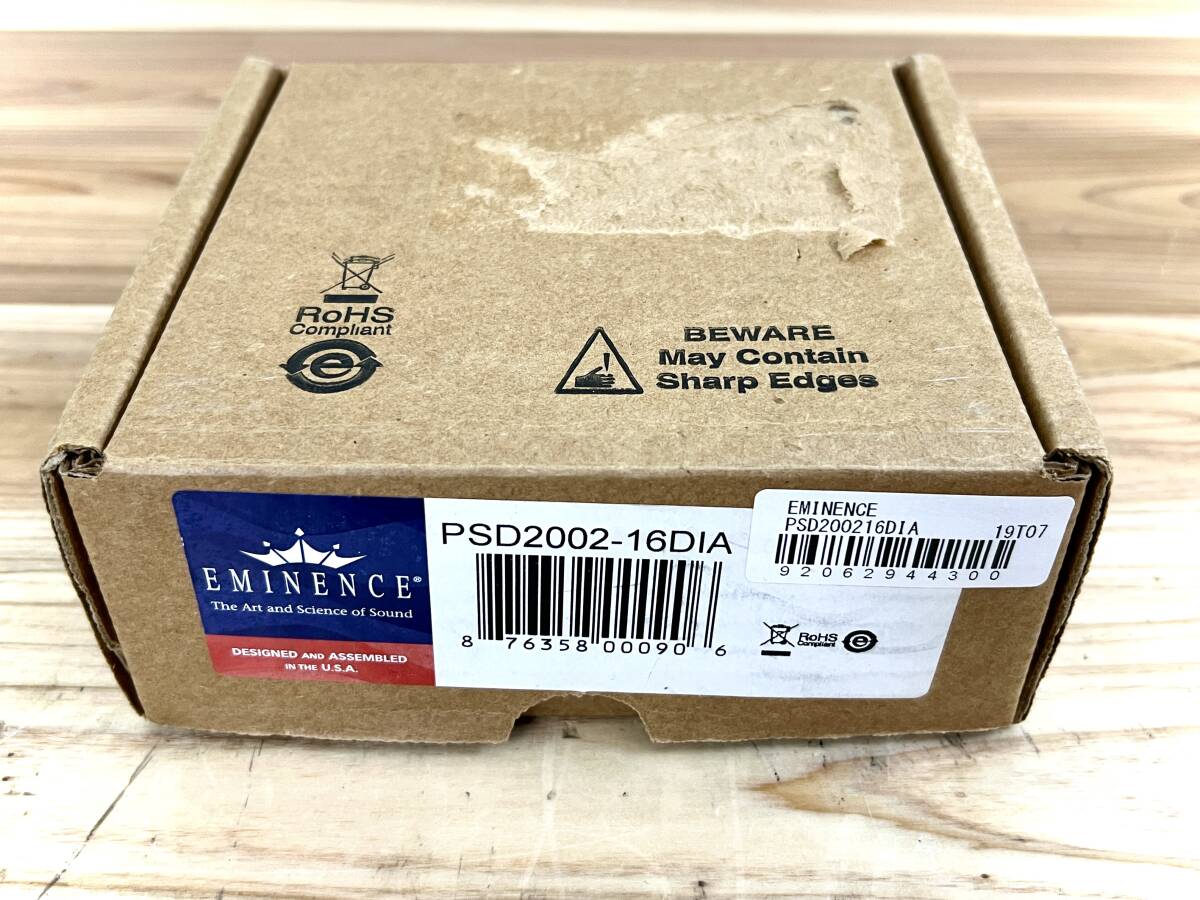 RoHS
Compliant
e
BEWARE
May Contain
Sharp Edges
EMINENCE®
The Art and Science of Sound
DESIGNED AND ASSEMBLED
IN THE U.S.A.
PSD2002-16DIA
8 76358 00090 6
EMINENCE
PSD200216DIA 19T07
92062944300
RoHS
Compliant
e